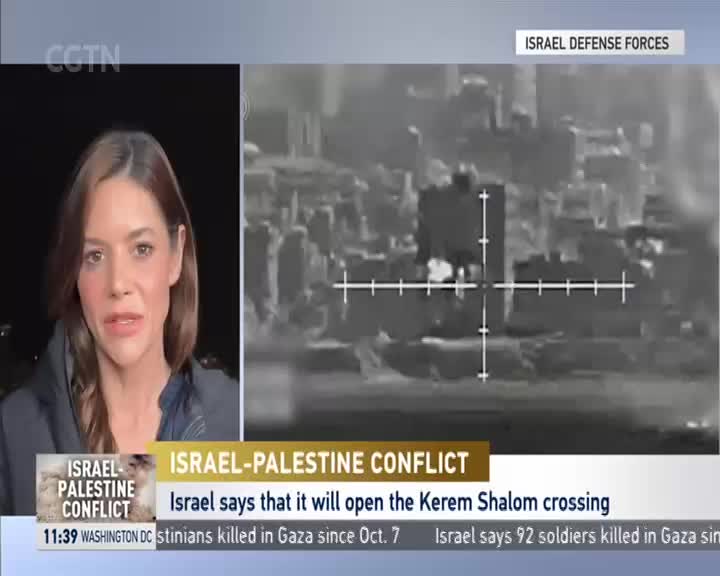 CGTN
ISRAEL DEFENSE FORCES
ISRAEL-
PALESTINE
CONFLICT
ISRAEL-PALESTINE CONFLICT
Israel says that it will open the Kerem Shalom crossing
11:39 WASHINGTON DC
stinians killed in Gaza since Oct. 7 Israel says 92 soldiers killed in Gaza sin